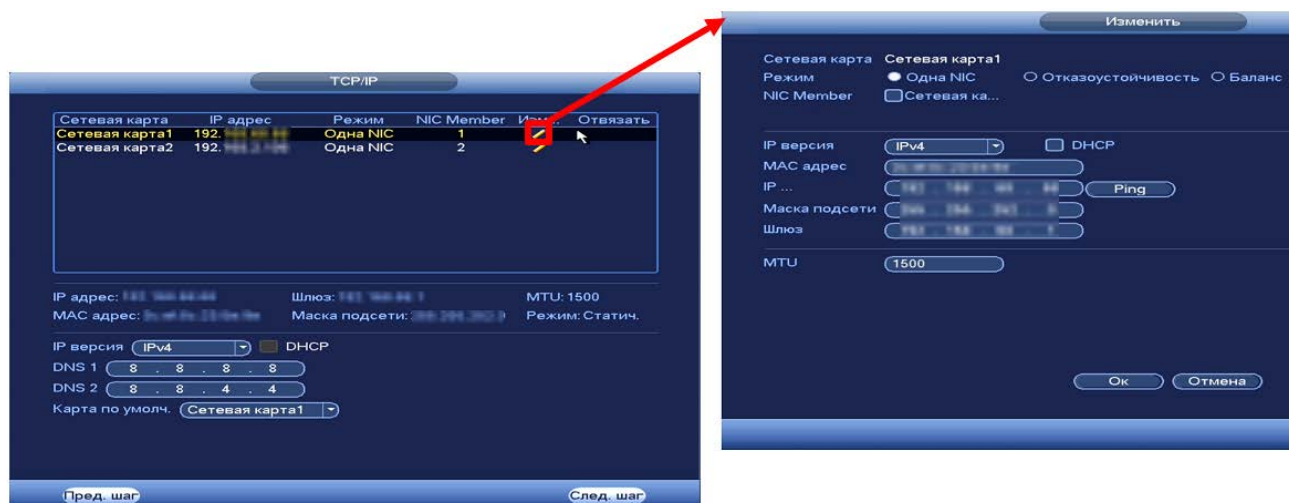 TCP/IP
Сетевая карта IP адрес Режим NIC Member Изм... Отвязать
Сетевая карта1 192. Одна NIC 1
Сетевая карта2 192. Одна NIC 2
IP адрес: Шлюз: MTU: 1500
MAC адрес: Маска подсети: Режим: Статич.
IP версия IPv4 DHCP
DNS 1 8 . 8 . 8 . 8
DNS 2 8 . 8 . 4 . 4
Карта по умолч. Сетевая карта1
Пред. шаг След. шаг
Изменить
Сетевая карта Сетевая карта1
Режим Одна NIC Отказоустойчивость Баланс
NIC Member Сетевая ка...
IP версия IPv4 DHCP
MAC адрес
IP ... Ping
Маска подсети
Шлюз
MTU 1500
Ок Отмена